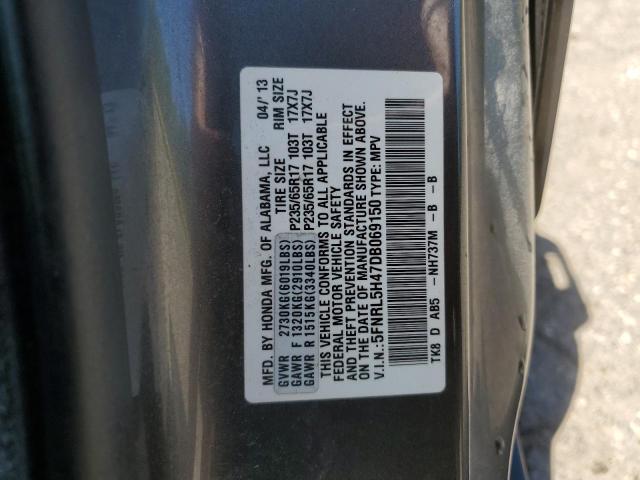 MFD. BY HONDA MFG. OF ALABAMA, LLC 04/ 13
TIRE SIZE RIM SIZE
GVWR 2730KG(6019LBS)
GAWR F 1320KG(2910LBS) P235/65R17 103T 17X7J
GAWR R 1515KG(3340LBS) P235/65R17 103T 17X7J
THIS VEHICLE CONFORMS TO ALL APPLICABLE
FEDERAL MOTOR VEHICLE SAFETY
AND THEFT PREVENTION STANDARDS IN EFFECT
ON THE DATE OF MANUFACTURE SHOWN ABOVE.
V.I.N.: 5FNRL5H47DB069150 TYPE: MPV
TK8 D AB5 -NH737M -B -B